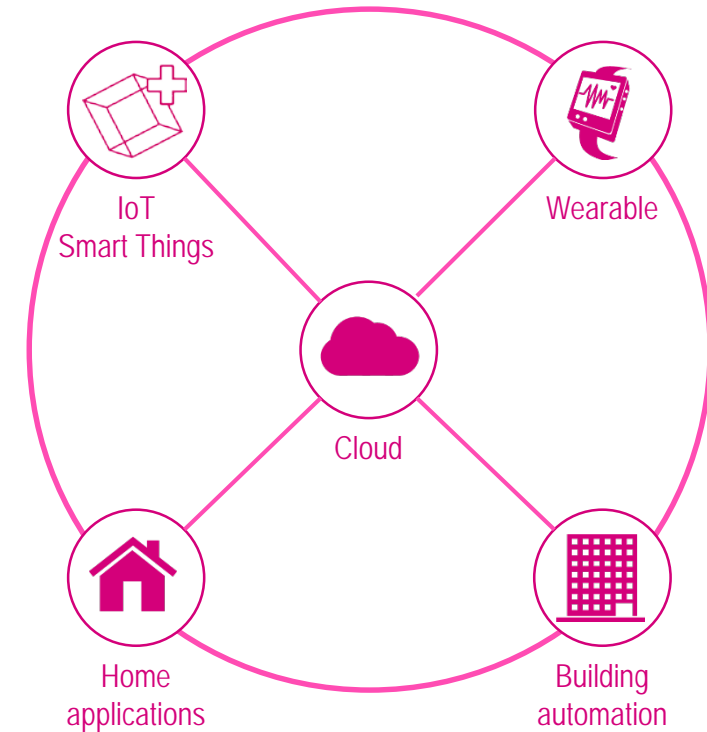 IoT
Smart Things
Wearable
Cloud
Home
applications
Building
automation